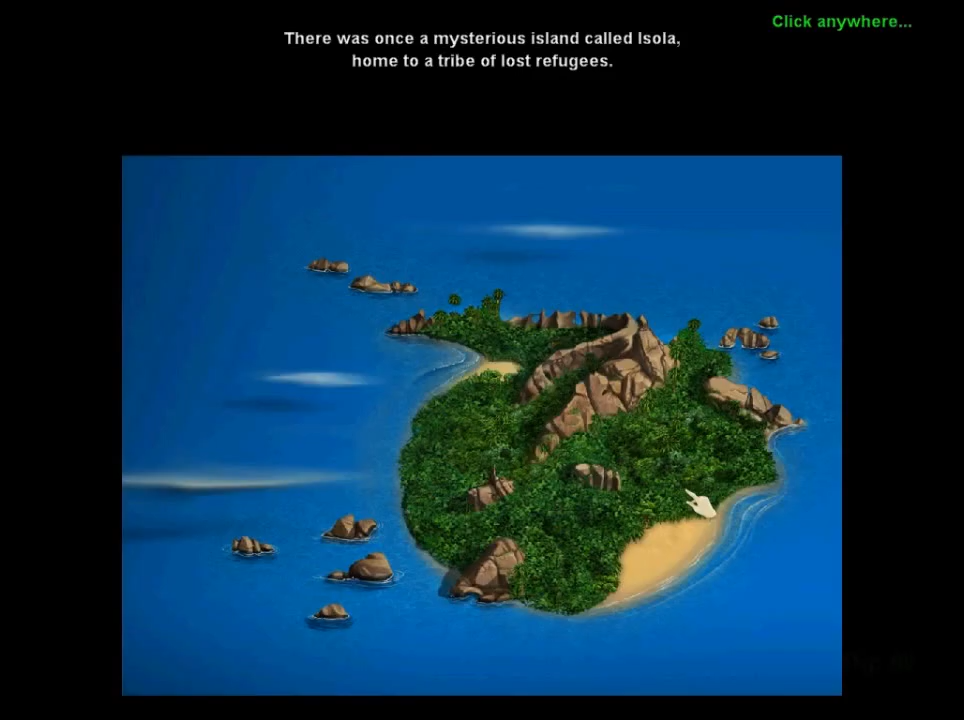 Click anywhere...
There was once a mysterious island called Isola,
home to a tribe of lost refugees.